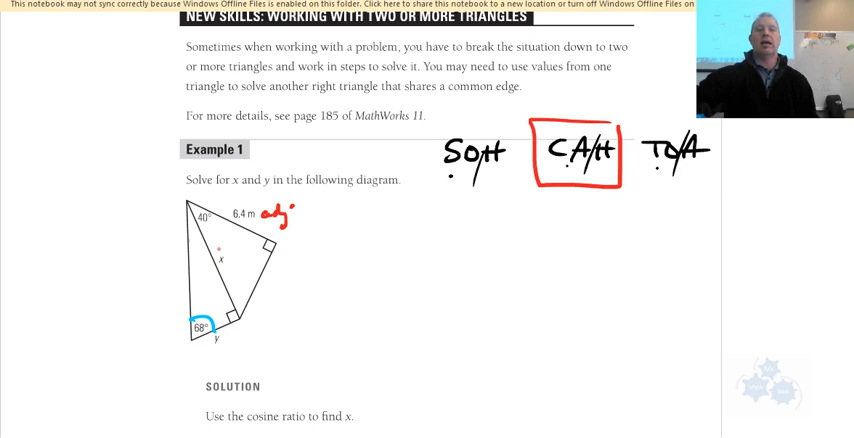 This notebook may not sync correctly because Windows Offline Files is enabled on this folder. Click here to share this notebook to a new location or turn off Windows Offline Files on
NEW SKILLS: WORKING WITH TWO OR MORE TRIANGLES
Sometimes when working with a problem, you have to break the situation down to two
or more triangles and work in steps to solve it. You may need to use values from one
triangle to solve another right triangle that shares a common edge.
For more details, see page 185 of MathWorks 11.
SO/H CA/H TO/A
Example 1
Solve for x and y in the following diagram.
40° 6.4 m adj
x
68°
y
SOLUTION
Use the cosine ratio to find x.